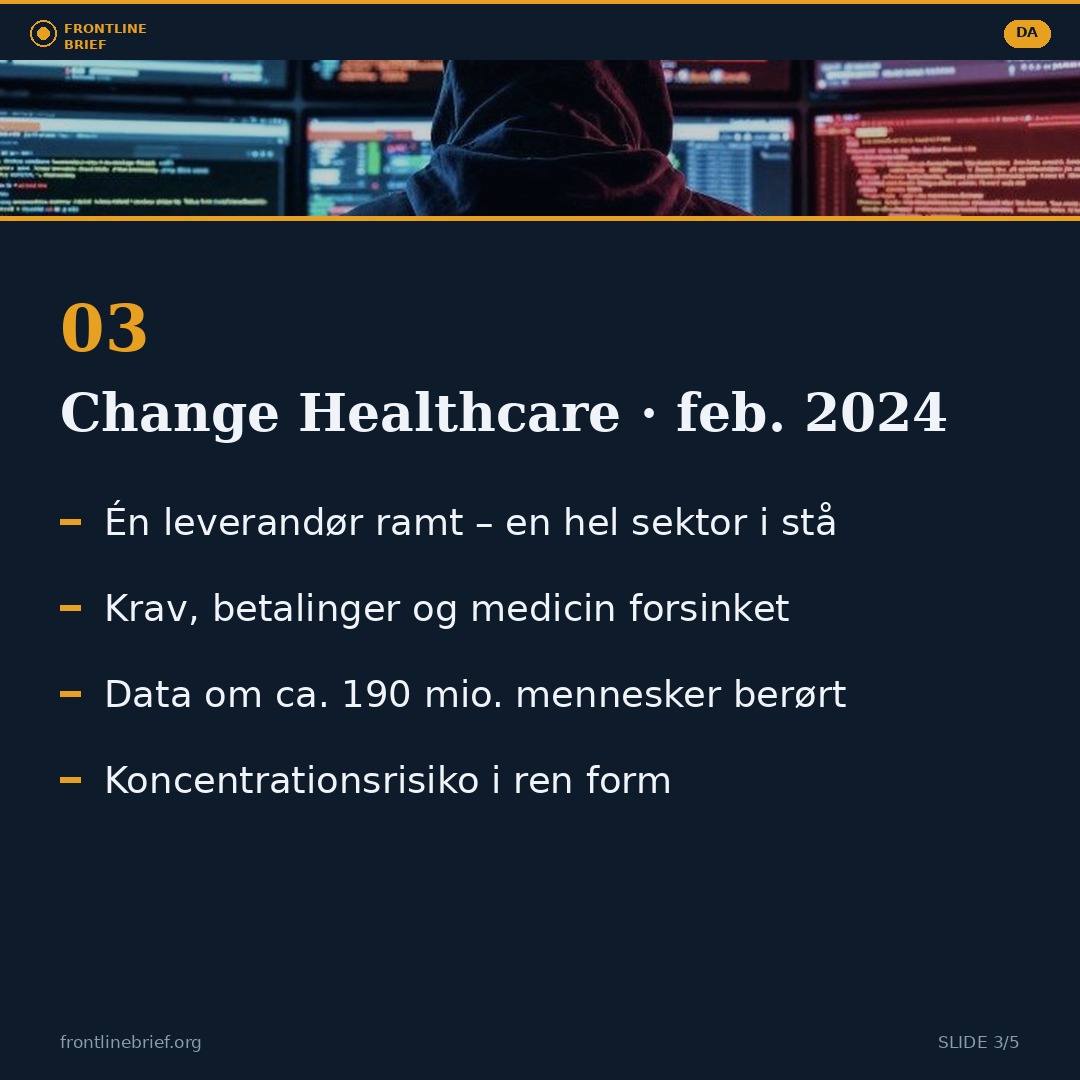 FRONTLINE
BRIEF
DA
03
Change Healthcare · feb. 2024
Én leverandør ramt – en hel sektor i stå
Krav, betalinger og medicin forsinket
Data om ca. 190 mio. mennesker berørt
Koncentrationsrisiko i ren form
frontlinebrief.org
SLIDE 3/5